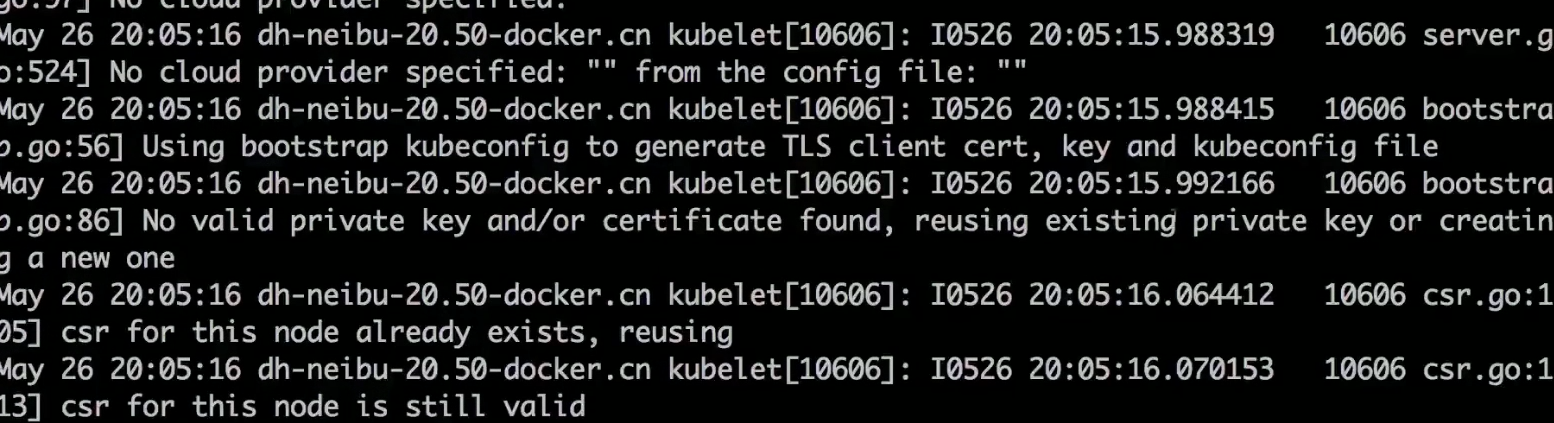 go:97] No cloud provider specified:
May 26 20:05:16 dh-neibu-20.50-docker.cn kubelet[10606]: I0526 20:05:15.988319   10606 server.g
o:524] No cloud provider specified: "" from the config file: ""
May 26 20:05:16 dh-neibu-20.50-docker.cn kubelet[10606]: I0526 20:05:15.988415   10606 bootstra
p.go:56] Using bootstrap kubeconfig to generate TLS client cert, key and kubeconfig file
May 26 20:05:16 dh-neibu-20.50-docker.cn kubelet[10606]: I0526 20:05:15.992166   10606 bootstra
p.go:86] No valid private key and/or certificate found, reusing existing private key or creatin
g a new one
May 26 20:05:16 dh-neibu-20.50-docker.cn kubelet[10606]: I0526 20:05:16.064412   10606 csr.go:1
05] csr for this node already exists, reusing
May 26 20:05:16 dh-neibu-20.50-docker.cn kubelet[10606]: I0526 20:05:16.070153   10606 csr.go:1
13] csr for this node is still valid